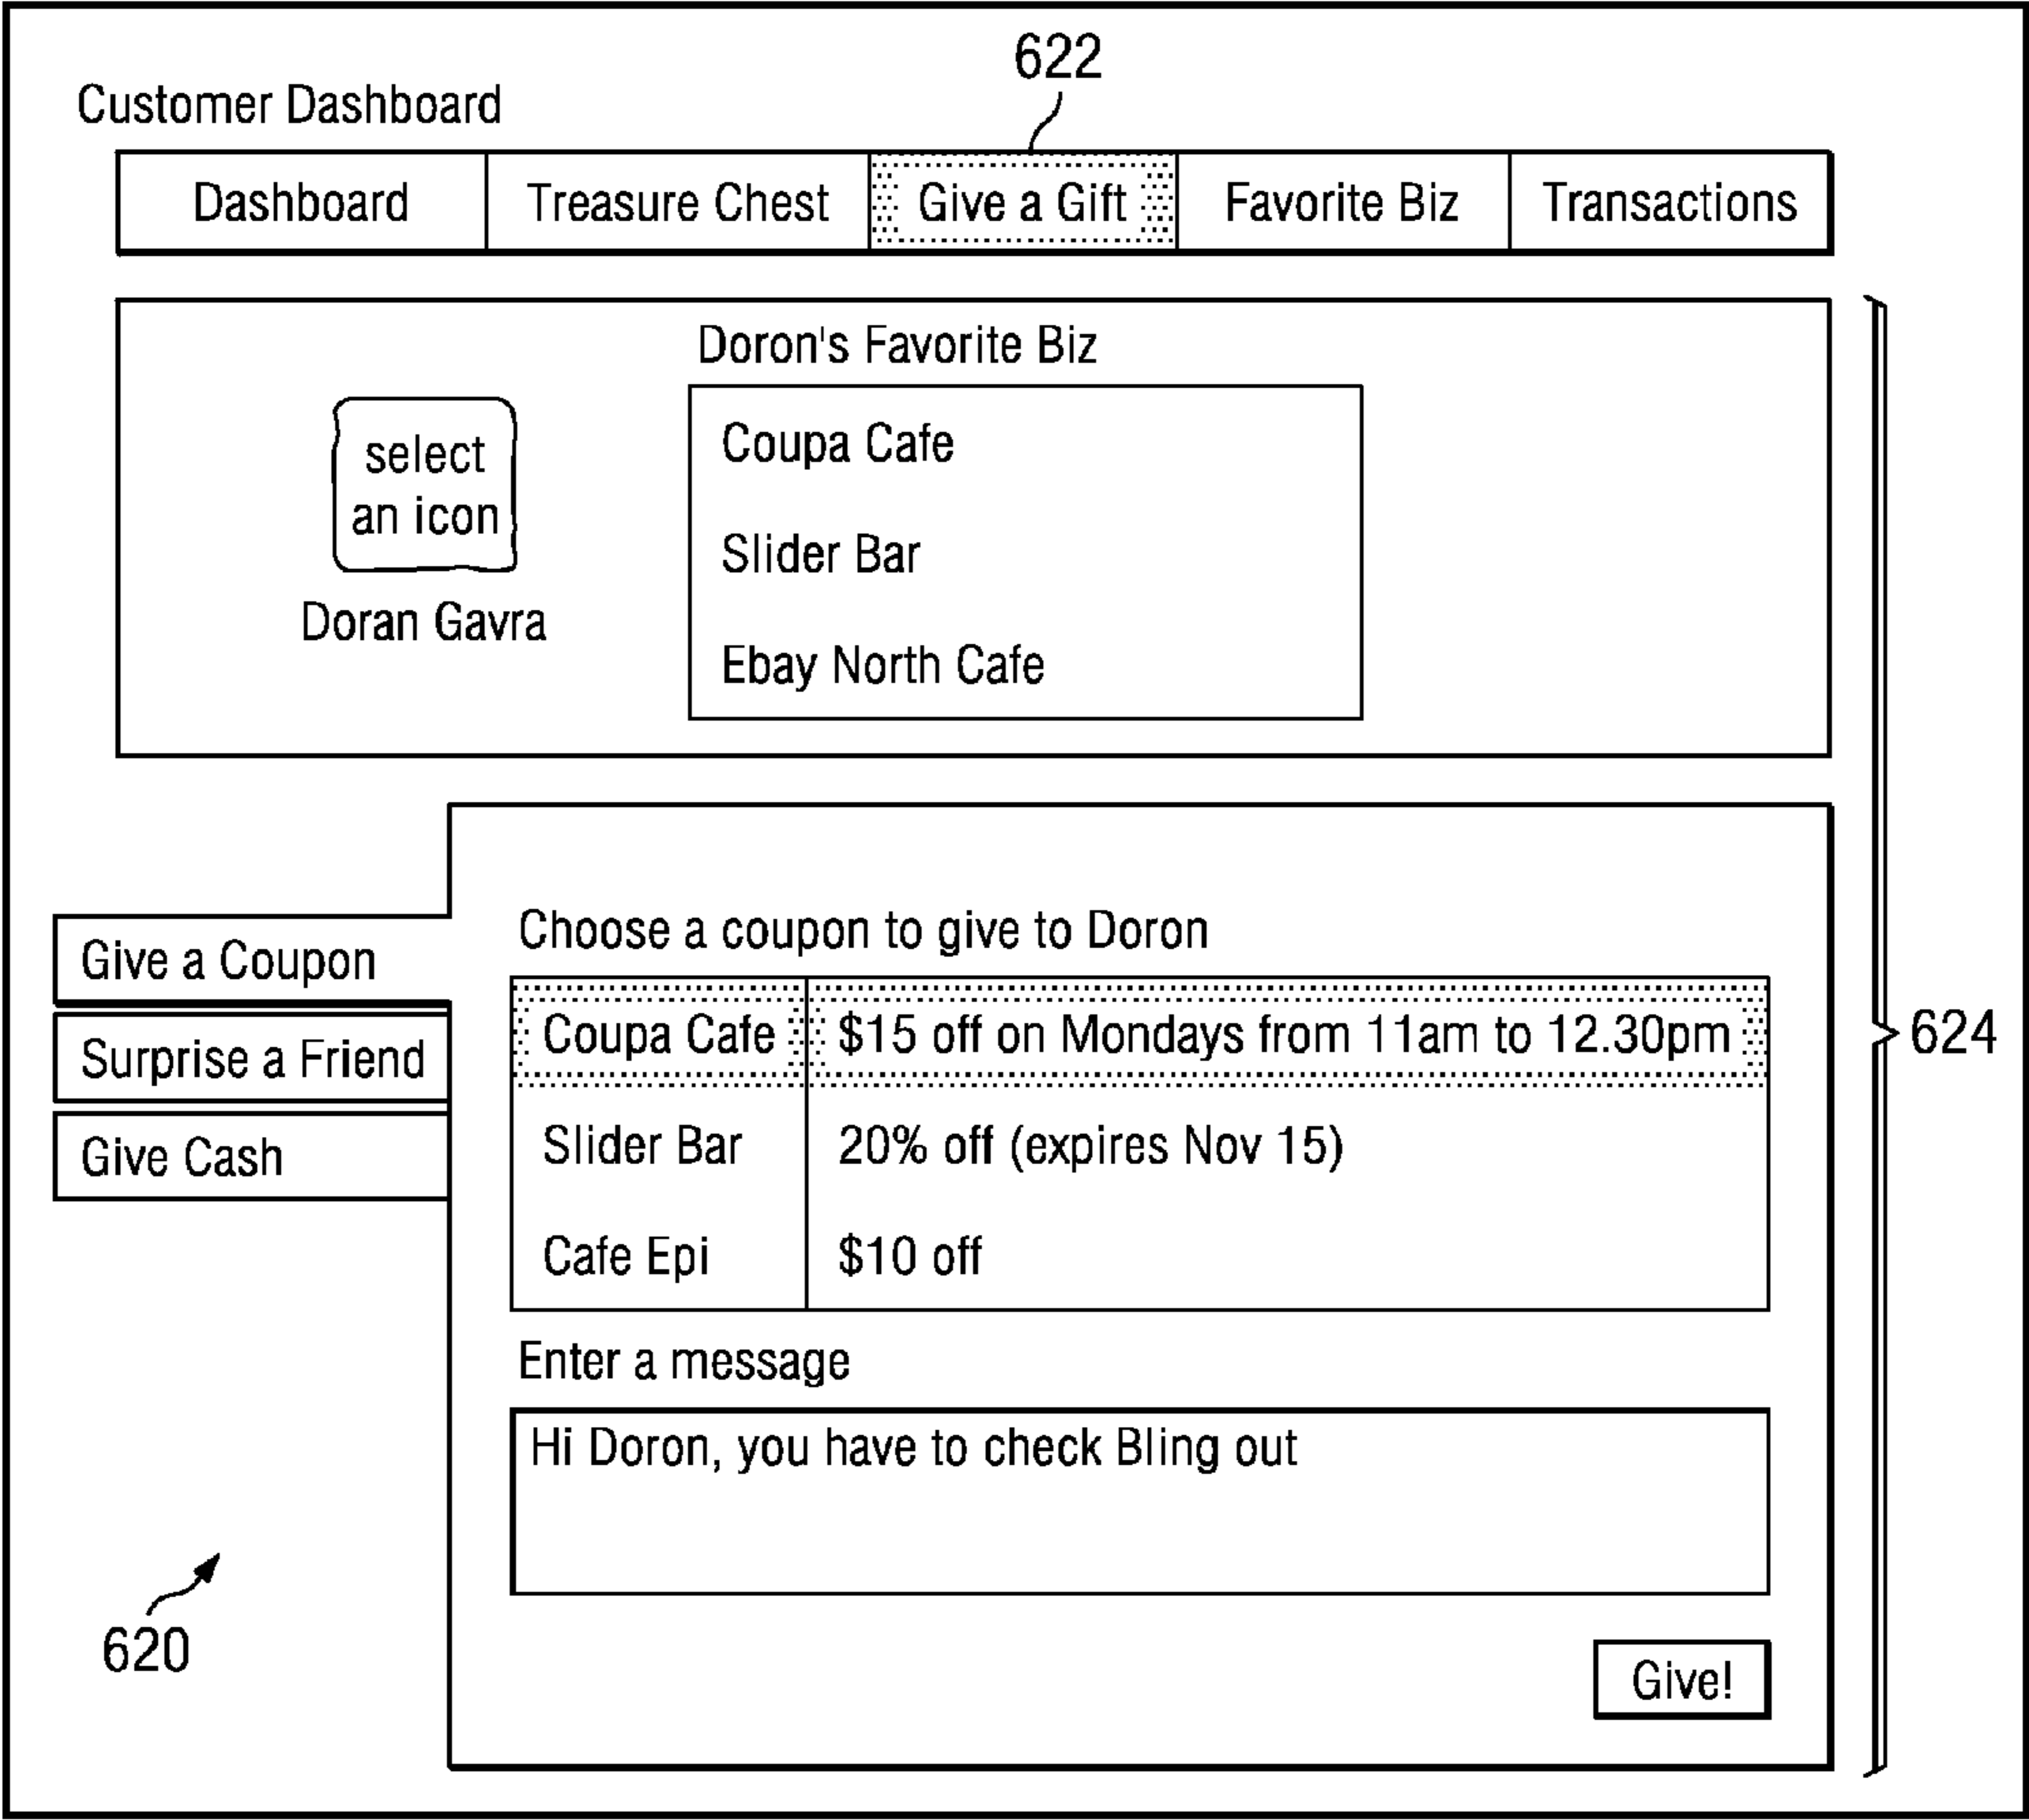 622
Customer Dashboard
Dashboard Treasure Chest Give a Gift Favorite Biz Transactions
Doron's Favorite Biz
select
an icon
Doran Gavra
Coupa Cafe
Slider Bar
Ebay North Cafe
624
Give a Coupon
Surprise a Friend
Give Cash
Choose a coupon to give to Doron
Coupa Cafe $15 off on Mondays from 11am to 12.30pm
Slider Bar 20% off (expires Nov 15)
Cafe Epi $10 off
Enter a message
Hi Doron, you have to check Bling out
Give!
620